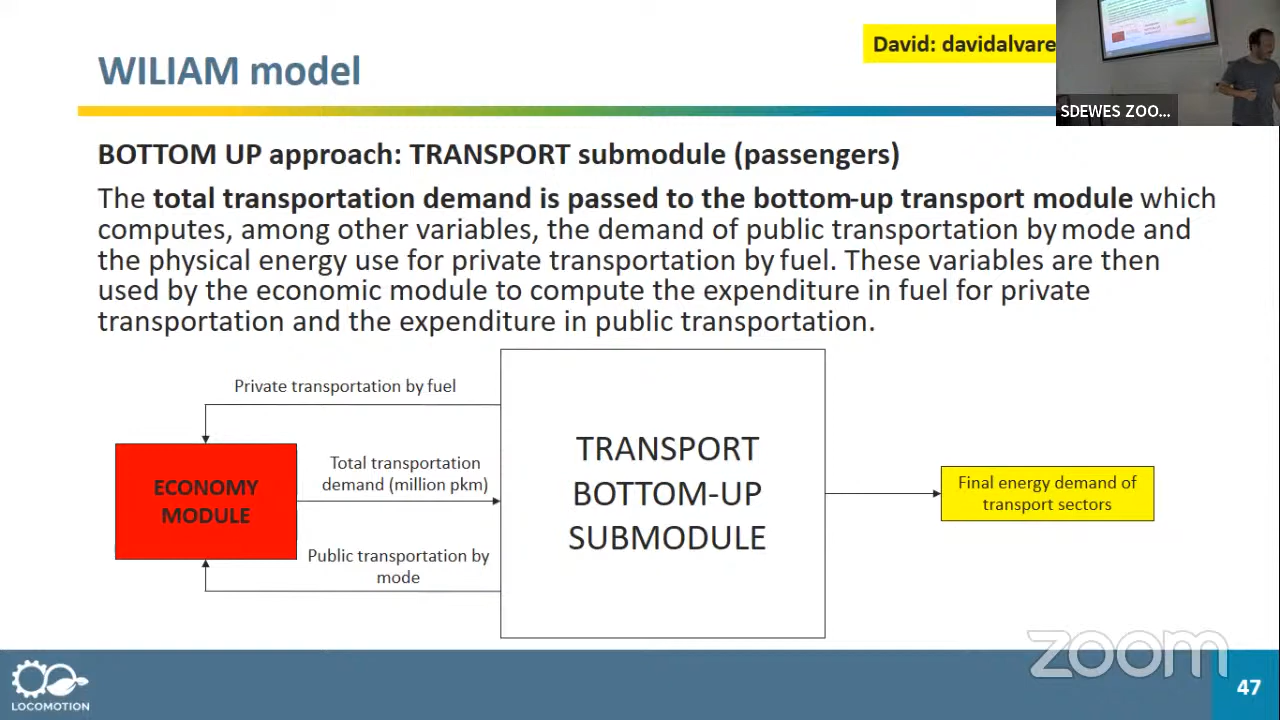 WILIAM model
David: davidalvare
SDEWES ZOO...
BOTTOM UP approach: TRANSPORT submodule (passengers)
The total transportation demand is passed to the bottom-up transport module which
computes, among other variables, the demand of public transportation by mode and
the physical energy use for private transportation by fuel. These variables are then
used by the economic module to compute the expenditure in fuel for private
transportation and the expenditure in public transportation.
Private transportation by fuel
ECONOMY
MODULE
Total transportation
demand (million pkm)
Public transportation by
mode
TRANSPORT
BOTTOM-UP
SUBMODULE
Final energy demand of
transport sectors
zoom
LOCOMOTION
47